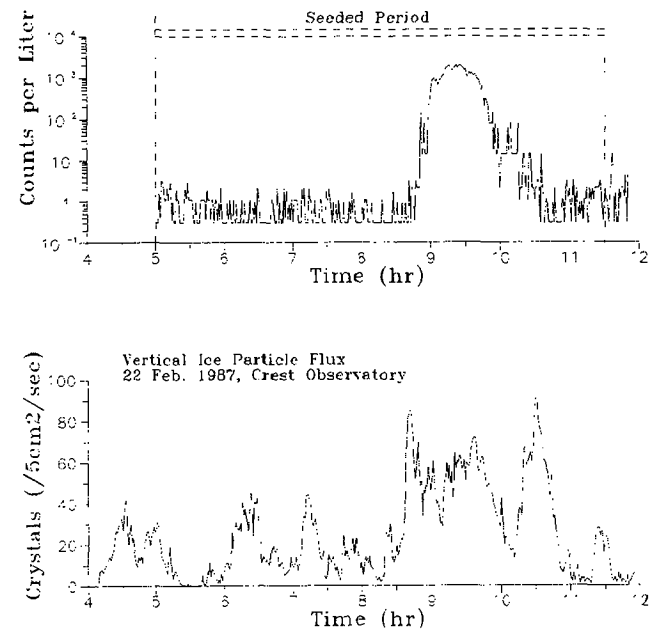 Seeded Period
Counts per Liter
10⁴
10³
10²
10
1
10⁻¹
4 5 6 7 8 9 10 11 12
Time (hr)
Vertical Ice Particle Flux
22 Feb. 1987, Crest Observatory
Crystals (/5cm2/sec)
100
80
60
40
20
0
4 5 6 7 8 9 10 11 12
Time (hr)